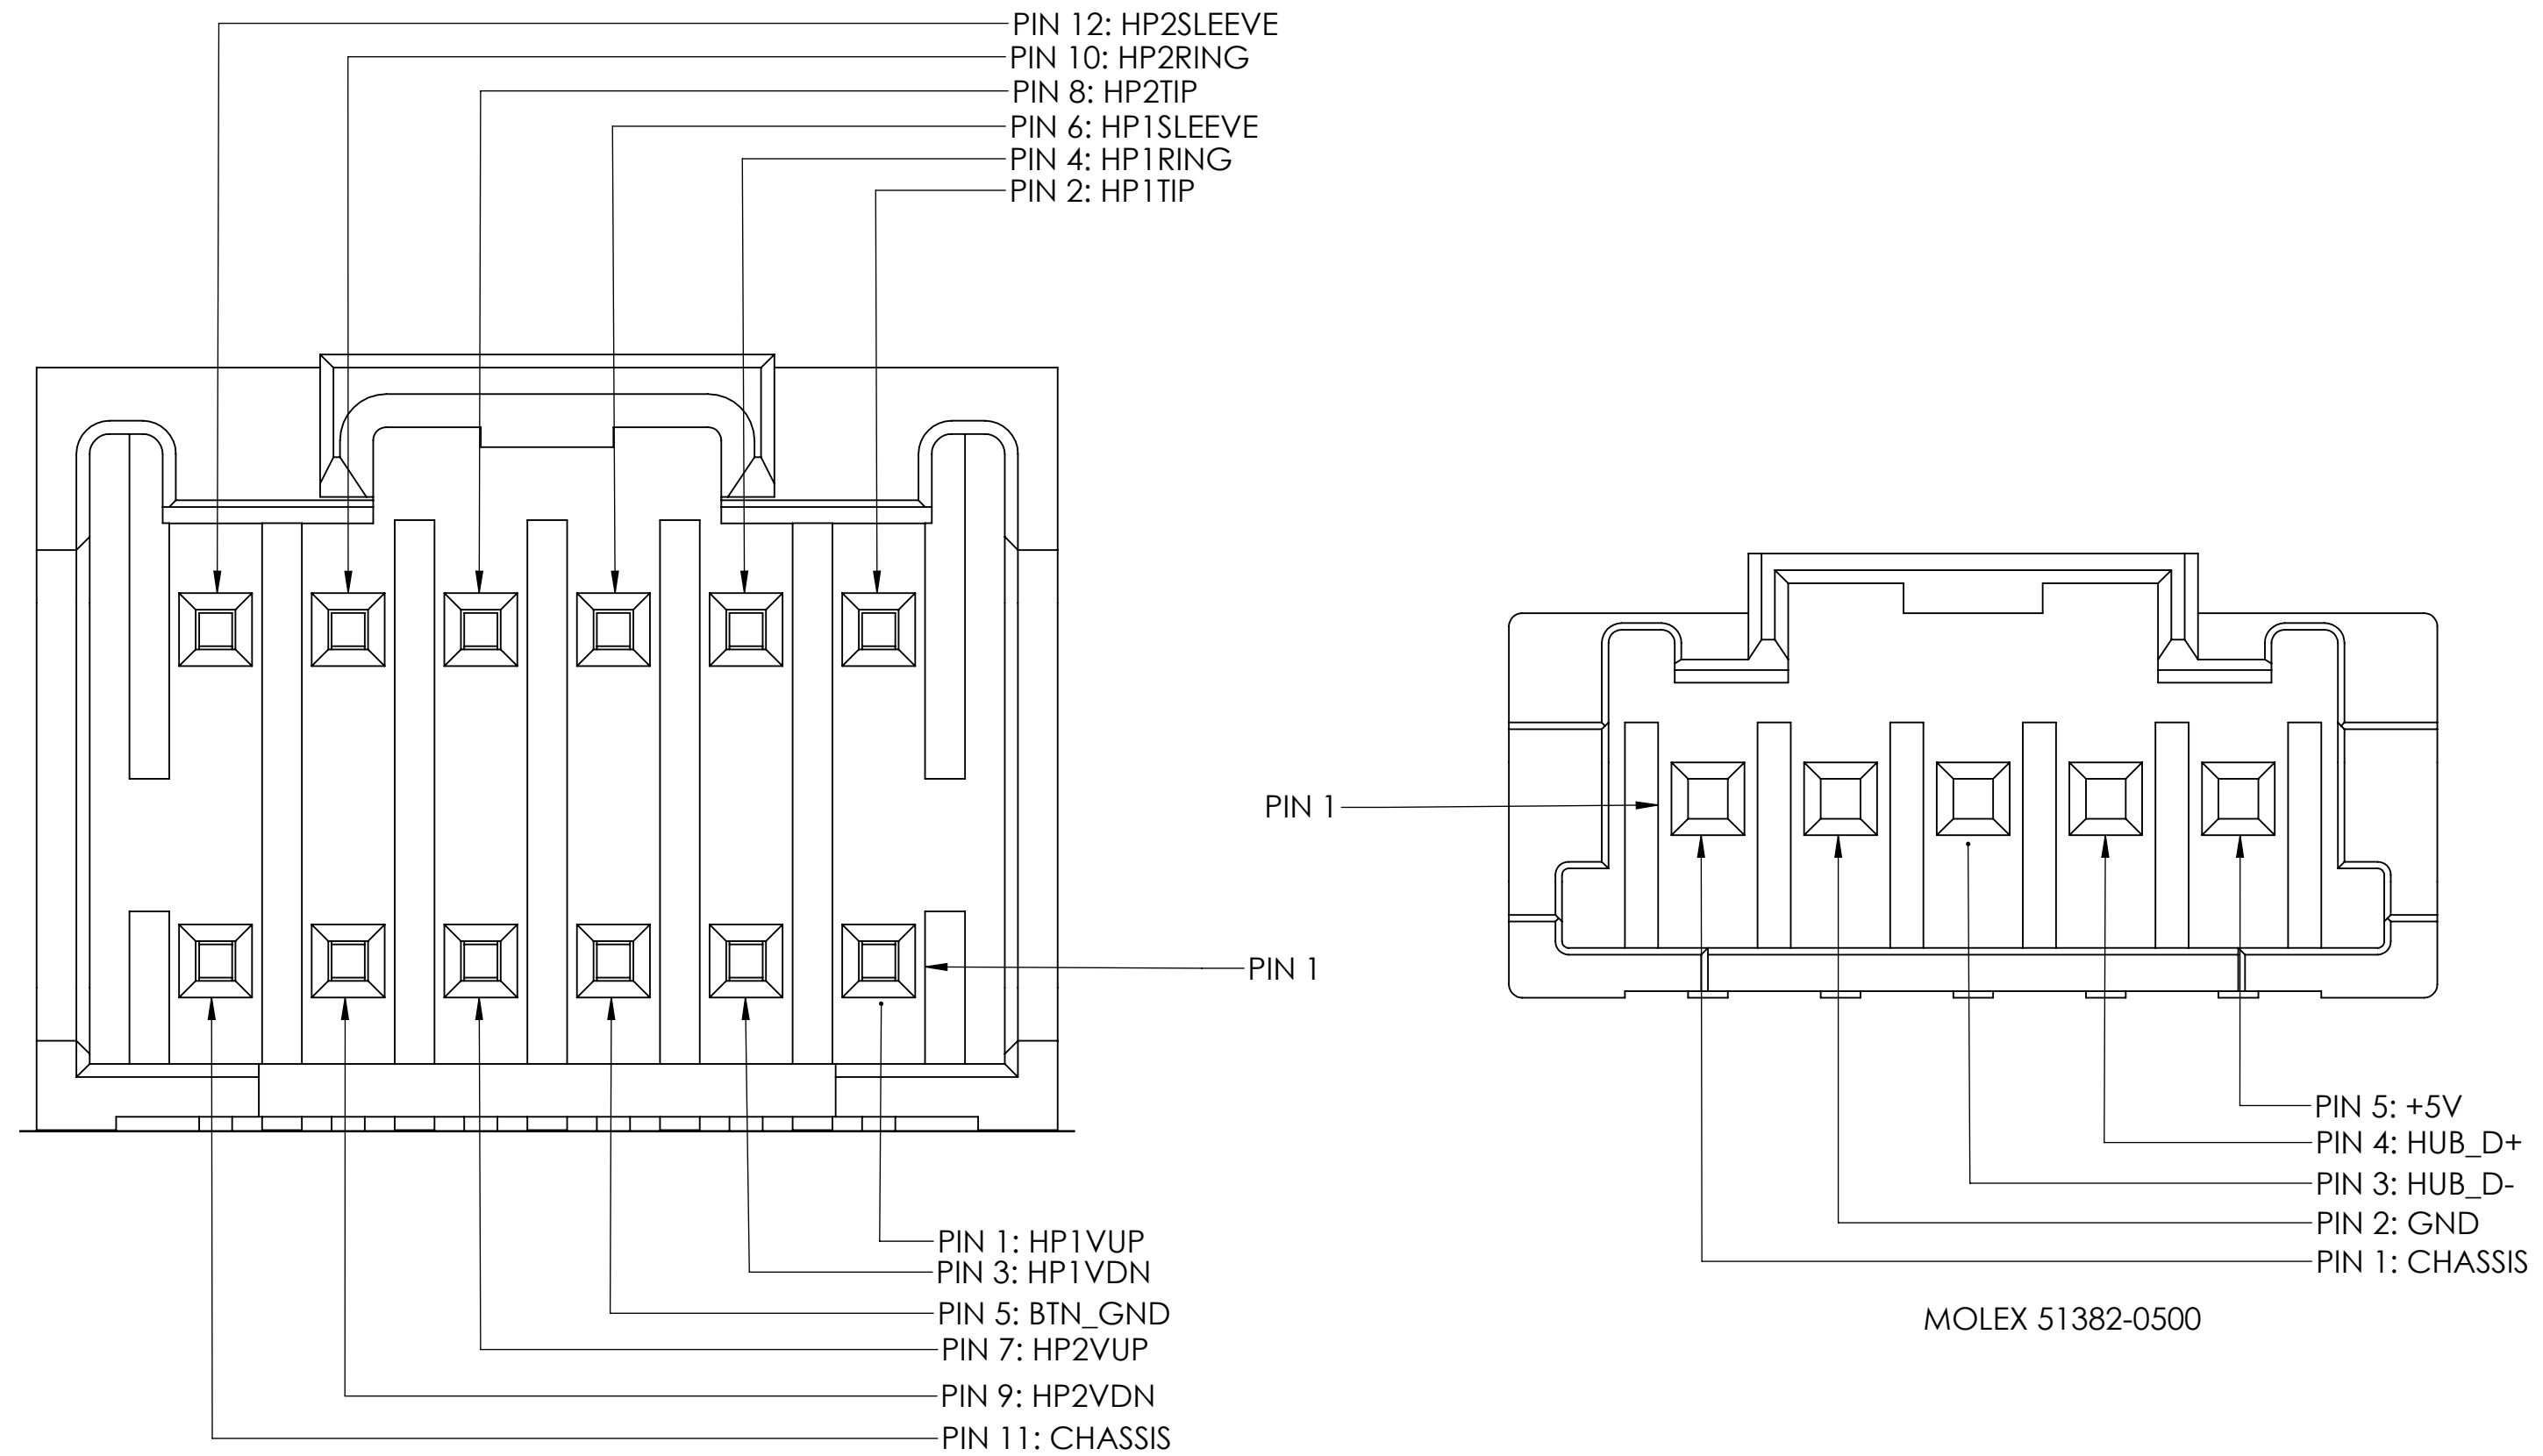 PIN 12: HP2SLEEVE
PIN 10: HP2RING
PIN 8: HP2TIP
PIN 6: HP1SLEEVE
PIN 4: HP1RING
PIN 2: HP1TIP
PIN 1
PIN 1: HP1VUP
PIN 3: HP1VDN
PIN 5: BTN_GND
PIN 7: HP2VUP
PIN 9: HP2VDN
PIN 11: CHASSIS
PIN 1
PIN 5: +5V
PIN 4: HUB_D+
PIN 3: HUB_D-
PIN 2: GND
PIN 1: CHASSIS
MOLEX 51382-0500